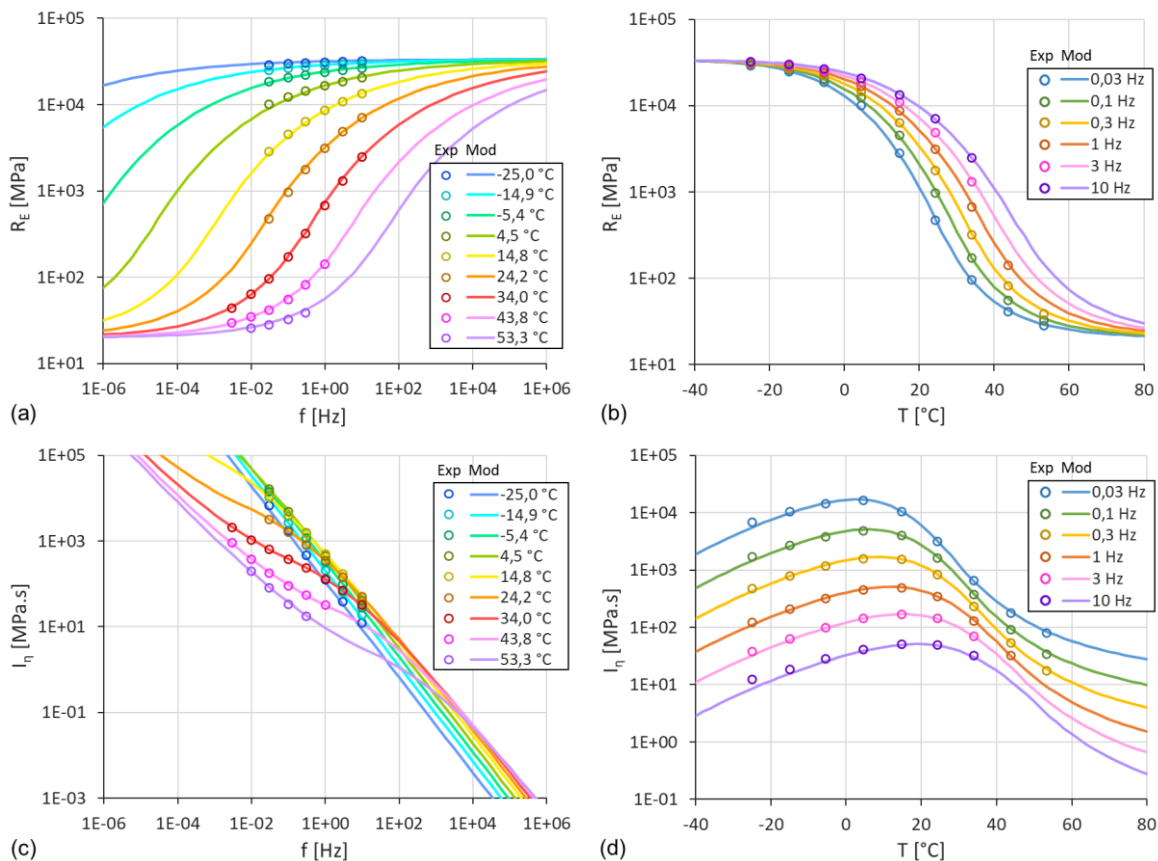 1E+05
1E+04
1E+03
1E+02
1E+01
R_E [MPa]
1E-06 1E-04 1E-02 1E+00 1E+02 1E+04 1E+06
f [Hz]
Exp Mod
-25,0 °C
-14,9 °C
-5,4 °C
4,5 °C
14,8 °C
24,2 °C
34,0 °C
43,8 °C
53,3 °C
(a)
1E+05
1E+04
1E+03
1E+02
1E+01
R_E [MPa]
-40 -20 0 20 40 60 80
T [°C]
Exp Mod
0,03 Hz
0,1 Hz
0,3 Hz
1 Hz
3 Hz
10 Hz
(b)
1E+05
1E+03
1E+01
1E-01
1E-03
I_η [MPa.s]
1E-06 1E-04 1E-02 1E+00 1E+02 1E+04 1E+06
f [Hz]
Exp Mod
-25,0 °C
-14,9 °C
-5,4 °C
4,5 °C
14,8 °C
24,2 °C
34,0 °C
43,8 °C
53,3 °C
(c)
1E+05
1E+04
1E+03
1E+02
1E+01
1E+00
1E-01
I_η [MPa.s]
-40 -20 0 20 40 60 80
T [°C]
Exp Mod
0,03 Hz
0,1 Hz
0,3 Hz
1 Hz
3 Hz
10 Hz
(d)